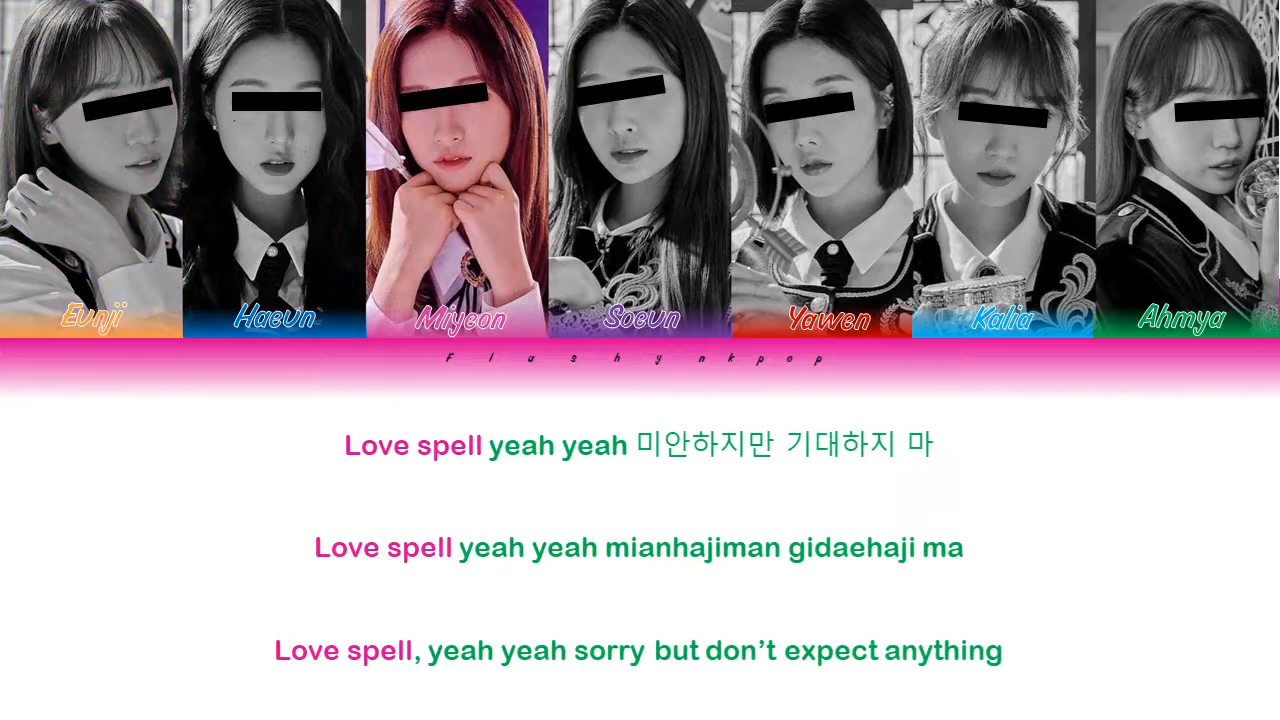 Eunji Haeun Miyeon Soeun Yawen Kalia Ahmya
Flashynkpop
Love spell yeah yeah 미안하지만 기대하지 마
Love spell yeah yeah mianhajiman gidaehaji ma
Love spell, yeah yeah sorry but don’t expect anything